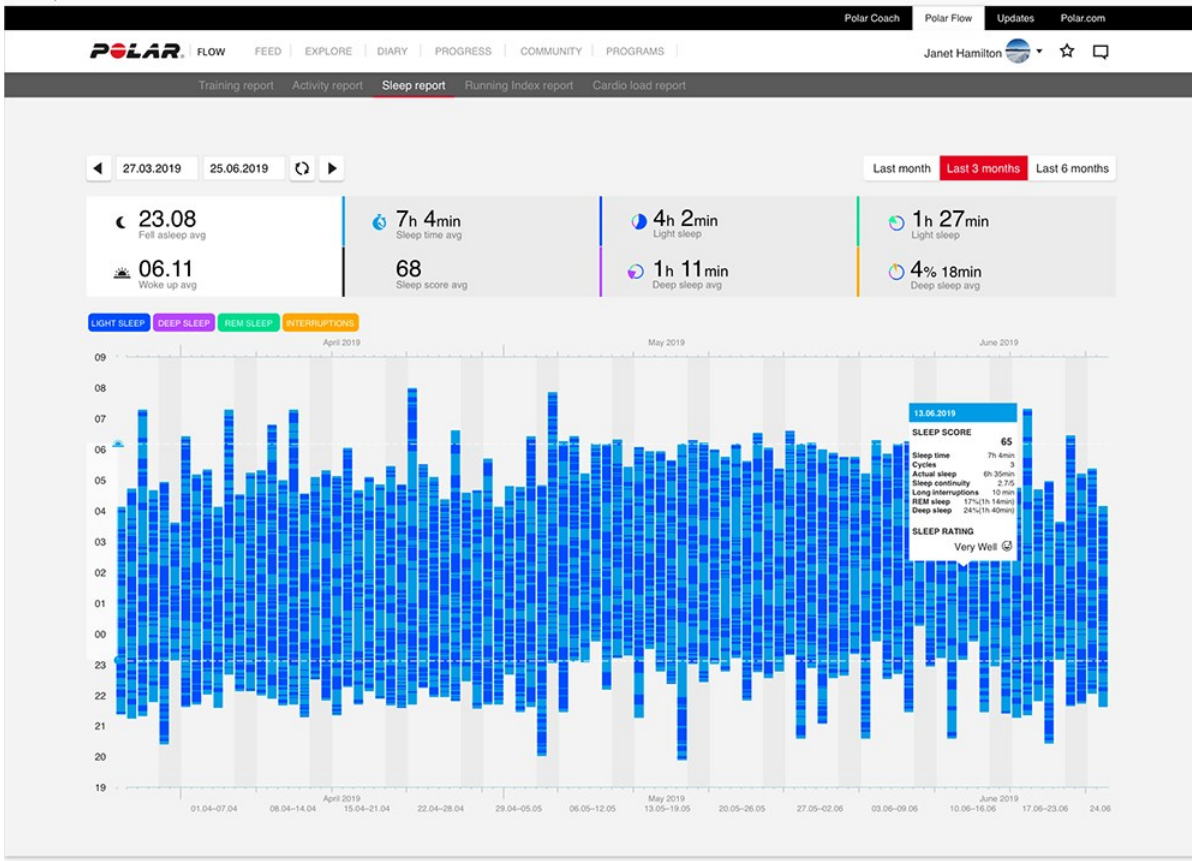 Polar Coach Polar Flow Updates Polar.com
POLAR. FLOW FEED EXPLORE DIARY PROGRESS COMMUNITY PROGRAMS Janet Hamilton
Training report Activity report Sleep report Running Index report Cardio load report
27.03.2019 25.06.2019 Last month Last 3 months Last 6 months
23.08 7h 4min 4h 2min 1h 27min
Fell asleep avg Sleep time avg Light sleep Light sleep
06.11 68 1h 11min 4% 18min
Woke up avg Sleep score avg Deep sleep avg Deep sleep avg
LIGHT SLEEP DEEP SLEEP REM SLEEP INTERRUPTIONS
April 2019 May 2019 June 2019
09
08
07
06
05
04
03
02
01
00
23
22
21
20
19
13.06.2019
SLEEP SCORE
65
Sleep time 7h 4min
Cycles 3
Actual sleep 6h 35min
Sleep continuity 2,7/5
Long interruptions 10 min
REM sleep 17%(1h 14min)
Deep sleep 24%(1h 40min)
SLEEP RATING
Very Well
April 2019 May 2019 June 2019
01.04–07.04 08.04–14.04 15.04–21.04 22.04–28.04 29.04–05.05 06.05–12.05 13.05–19.05 20.05–26.05 27.05–02.06 03.06–09.06 10.06–16.06 17.06–23.06 24.06